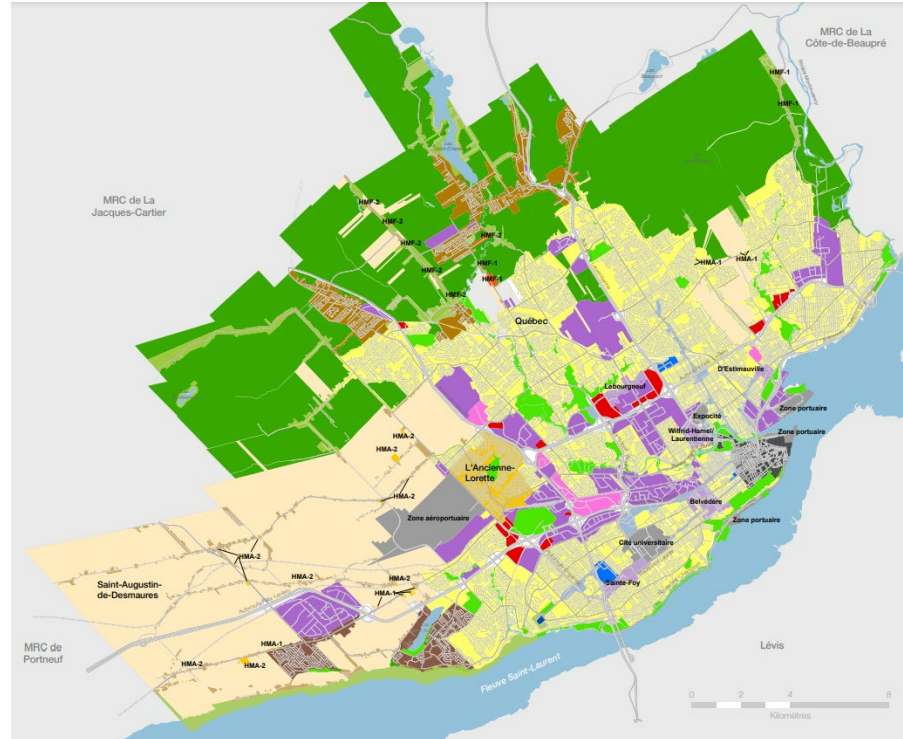 MRC de La
Côte-de-Beaupré
HMF-1
HMF-1
MRC de La
Jacques-Cartier
HMF-3
HMF-2
HMF-2
HMF-2
HMF-2
HMF-1
HMF-1
HMF-2
HMA-1
HMA-1
Québec
D'Estimauville
Lebourgneuf
Zone portuaire
Expocité
Wilfrid-Hamel/
Laurentienne
Zone portuaire
HMA-2
HMA-2
L'Ancienne-
Lorette
HMA-2
Belvédère
Zone portuaire
Zone aéroportuaire
Cité universitaire
HMA-2
Saint-Augustin-
de-Desmaures
HMA-2
HMA-2
HMA-1
Sainte-Foy
MRC de
Portneuf
HMA-1
HMA-2
HMA-2
Lévis
Fleuve Saint-Laurent
0 2 4 8
Kilomètres